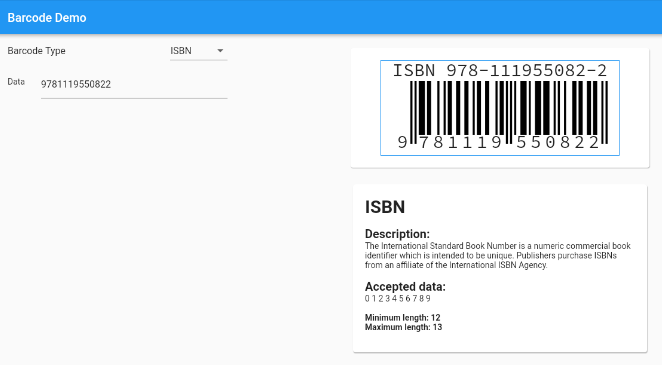 Barcode Demo
Barcode Type
ISBN
Data
9781119550822
ISBN 978-111955082-2
9 781119 550822
ISBN
Description:
The International Standard Book Number is a numeric commercial book
identifier which is intended to be unique. Publishers purchase ISBNs
from an affiliate of the International ISBN Agency.
Accepted data:
0 1 2 3 4 5 6 7 8 9
Minimum length: 12
Maximum length: 13